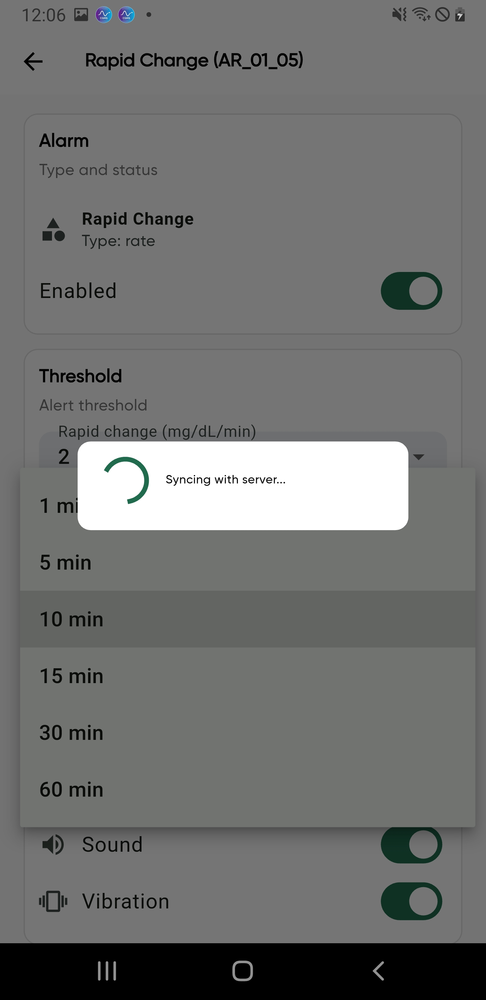 12:06
CGMS
CGMS
Rapid Change (AR_01_05)
Alarm
Type and status
Rapid Change
Type: rate
Enabled
Threshold
Alert threshold
Rapid change (mg/dL/min)
2
Syncing with server...
1 mi
5 min
10 min
15 min
30 min
60 min
Sound
Vibration